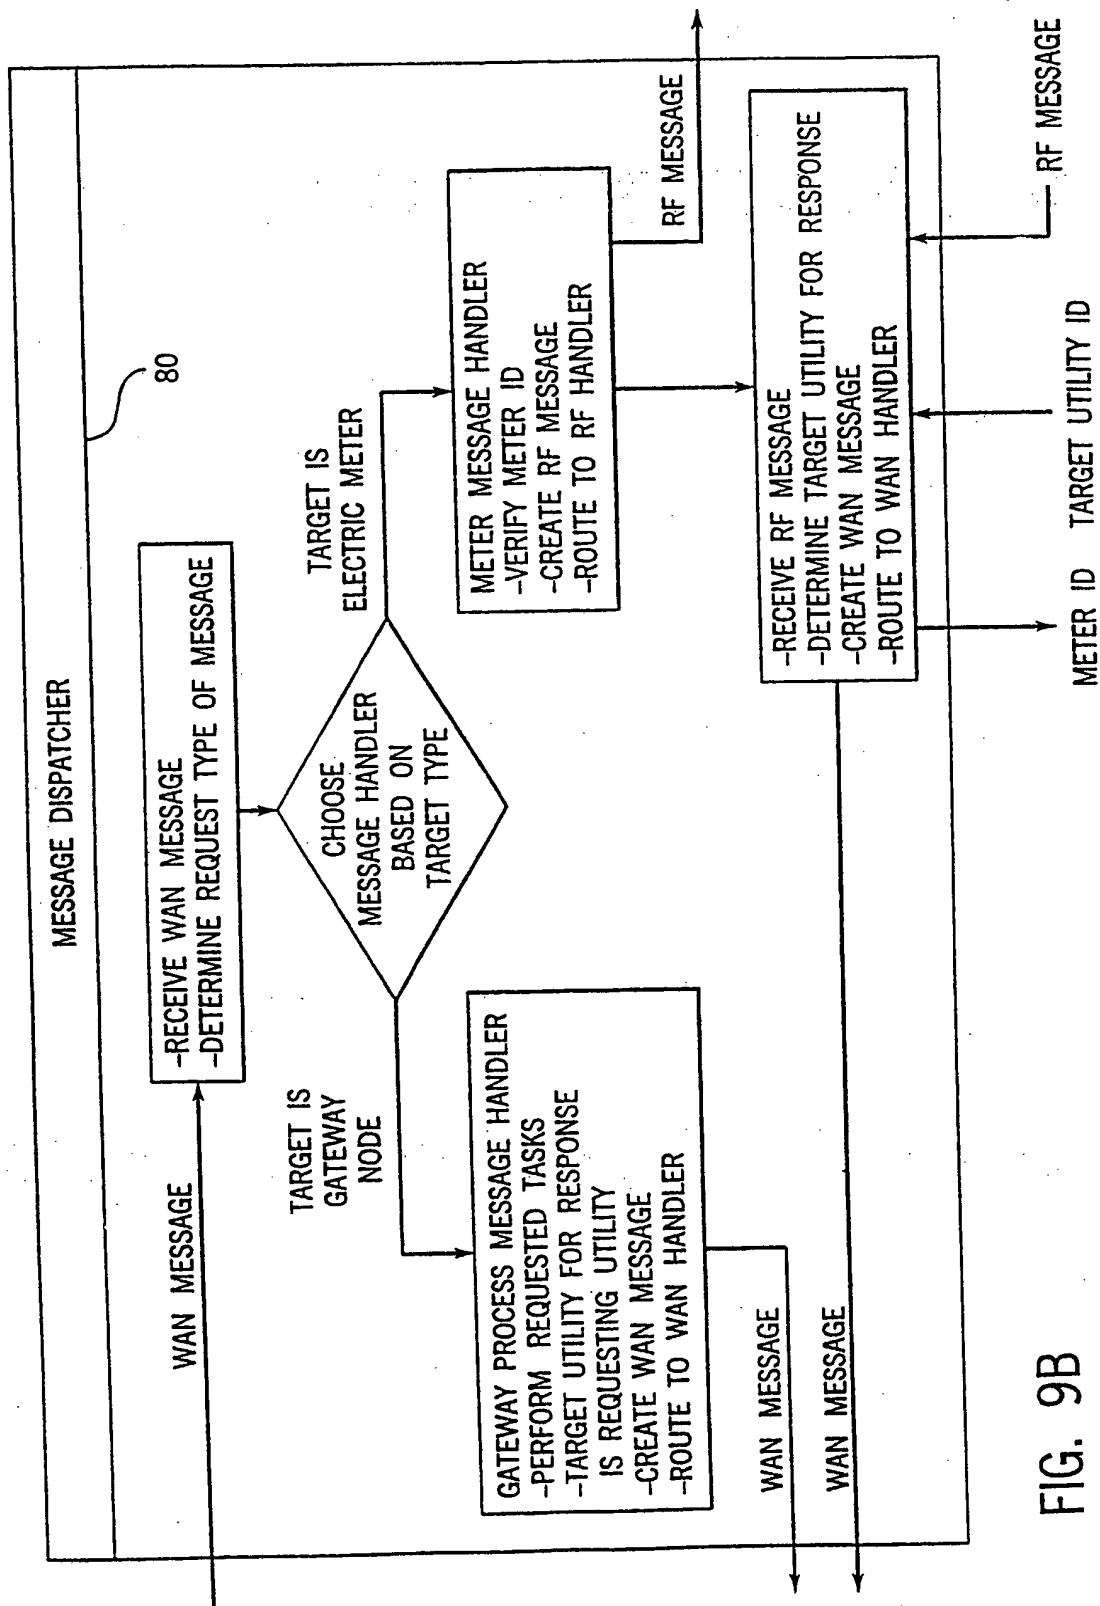 MESSAGE DISPATCHER
80
WAN MESSAGE
-RECEIVE WAN MESSAGE
-DETERMINE REQUEST TYPE OF MESSAGE
CHOOSE
MESSAGE HANDLER
BASED ON
TARGET TYPE
TARGET IS
GATEWAY
NODE
TARGET IS
ELECTRIC METER
GATEWAY PROCESS MESSAGE HANDLER
-PERFORM REQUESTED TASKS
-TARGET UTILITY FOR RESPONSE
IS REQUESTING UTILITY
-CREATE WAN MESSAGE
-ROUTE TO WAN HANDLER
METER MESSAGE HANDLER
-VERIFY METER ID
-CREATE RF MESSAGE
-ROUTE TO RF HANDLER
RF MESSAGE
WAN MESSAGE
WAN MESSAGE
-RECEIVE RF MESSAGE
-DETERMINE TARGET UTILITY FOR RESPONSE
-CREATE WAN MESSAGE
-ROUTE TO WAN HANDLER
RF MESSAGE
METER ID
TARGET UTILITY ID
FIG. 9B